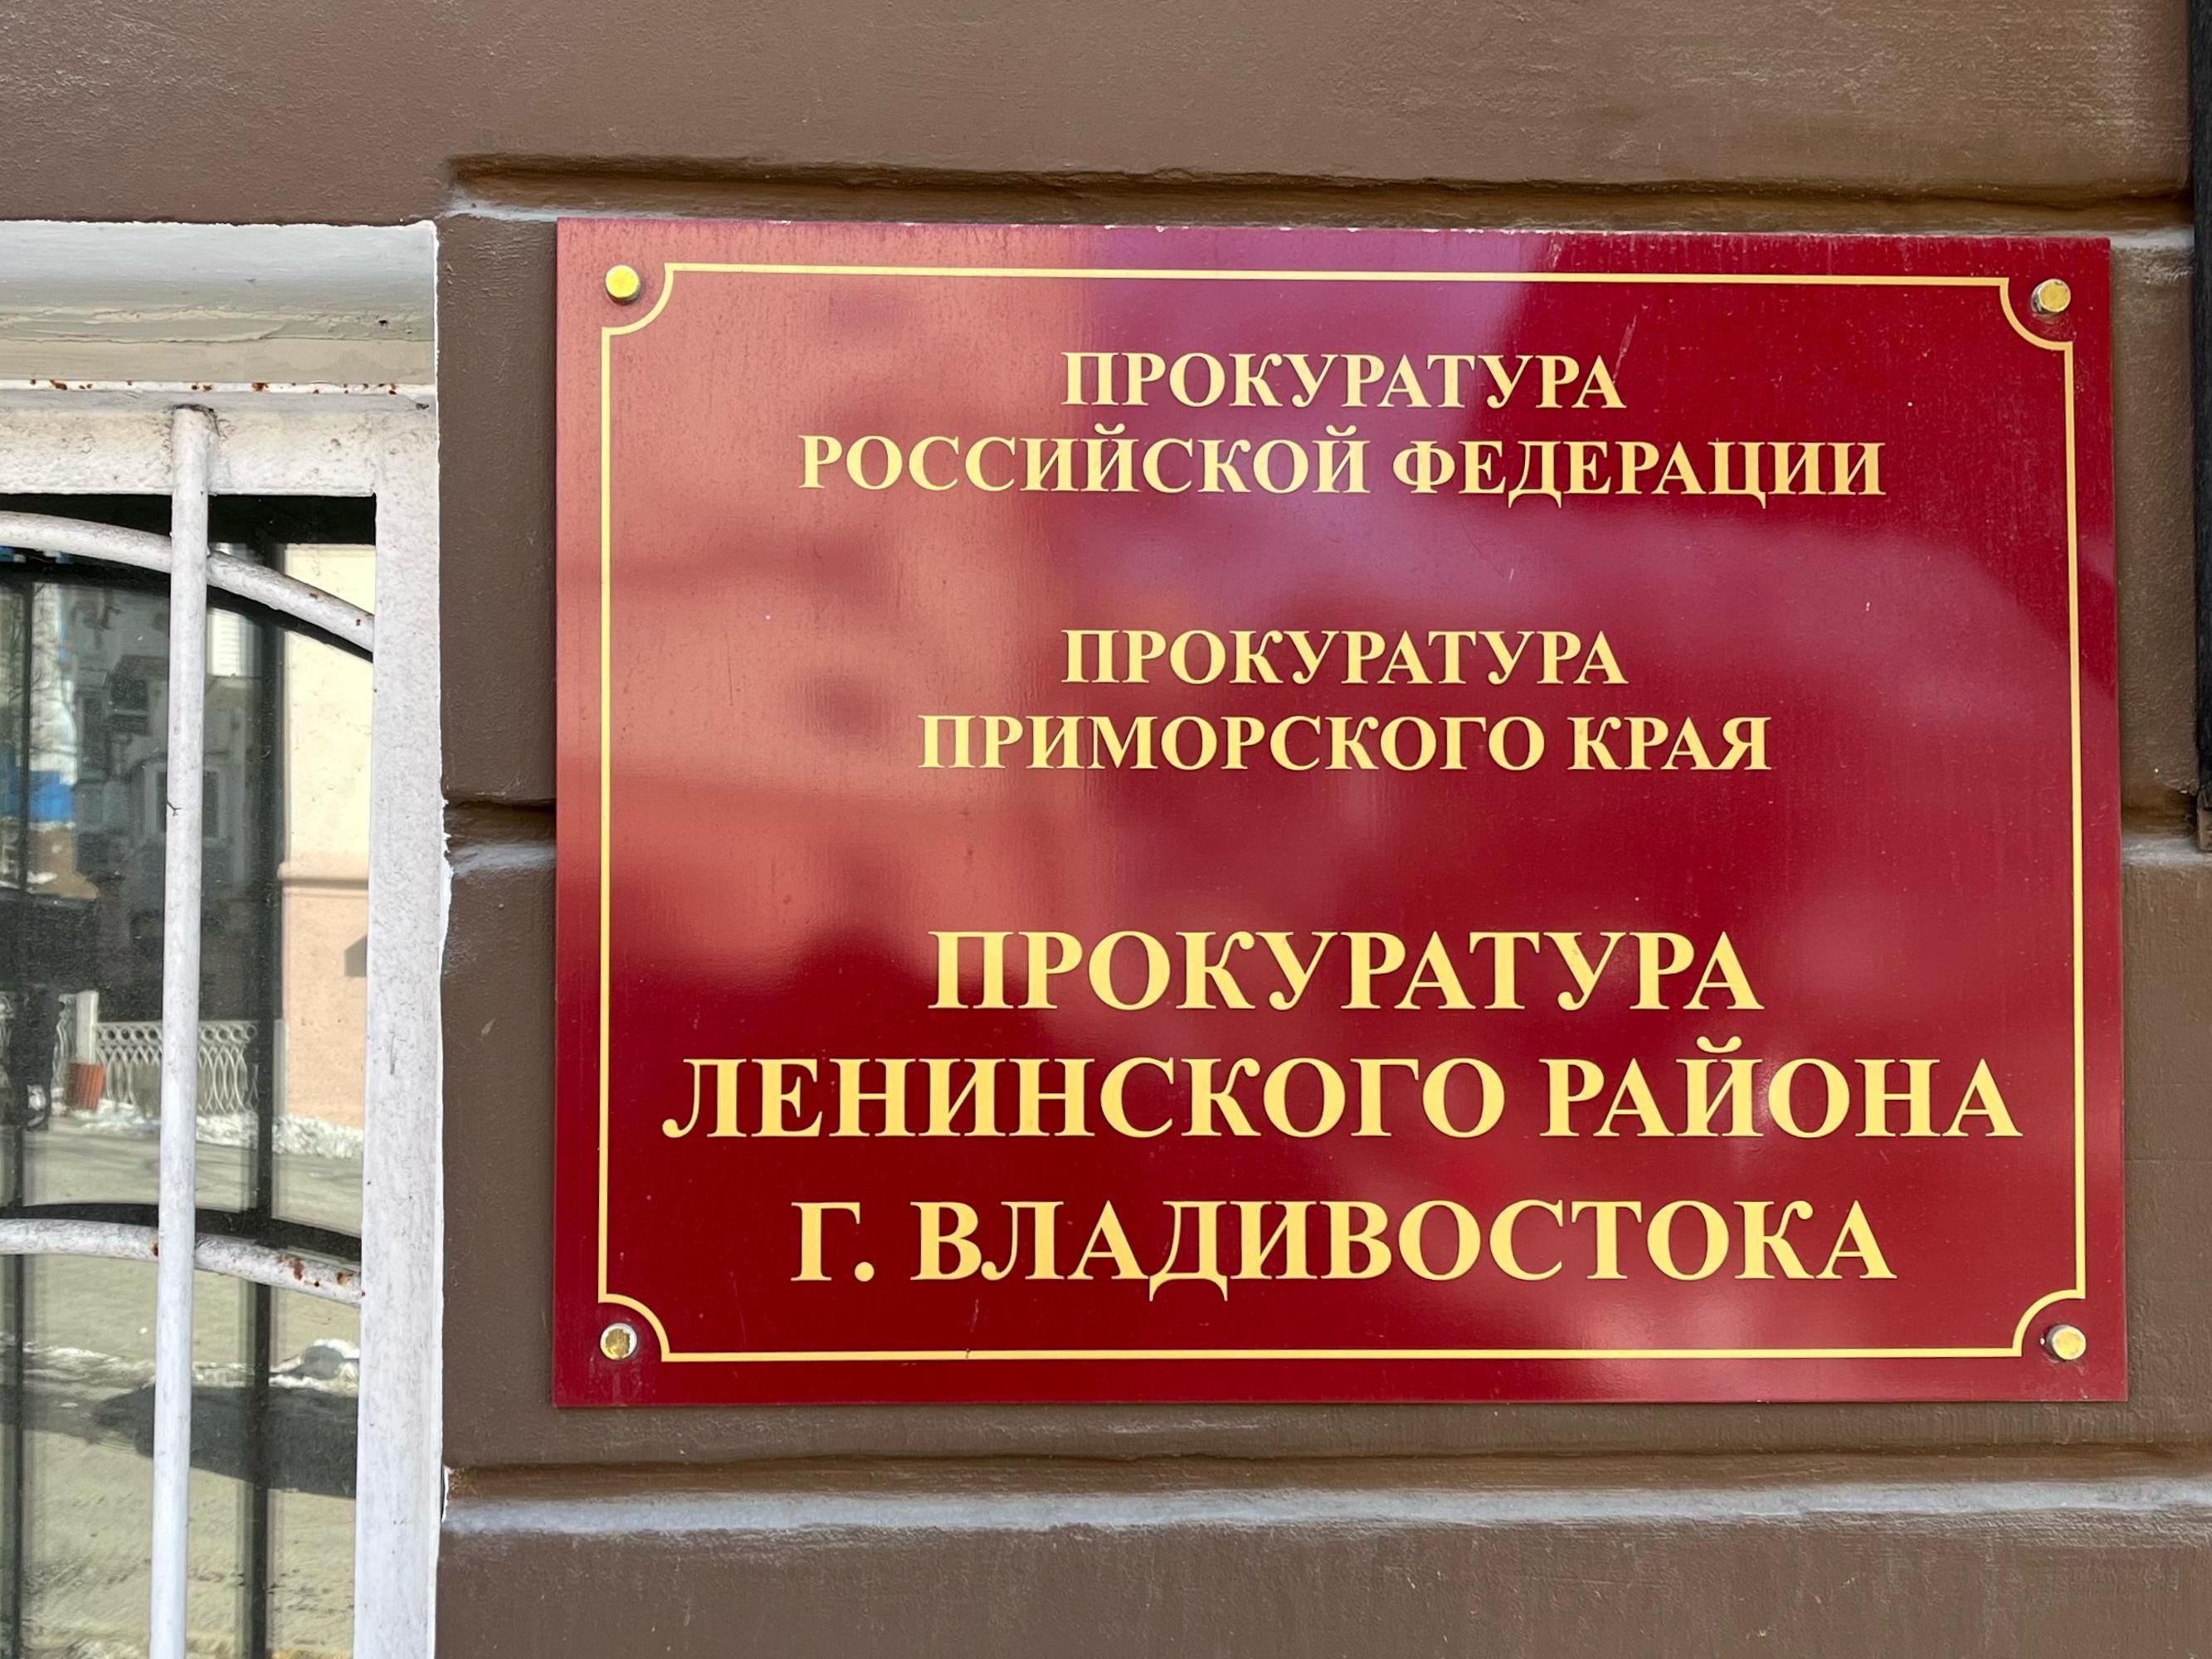 ПРОКУРАТУРА
РОССИЙСКОЙ ФЕДЕРАЦИИ
ПРОКУРАТУРА
ПРИМОРСКОГО КРАЯ
ПРОКУРАТУРА
ЛЕНИНСКОГО РАЙОНА
Г. ВЛАДИВОСТОКА